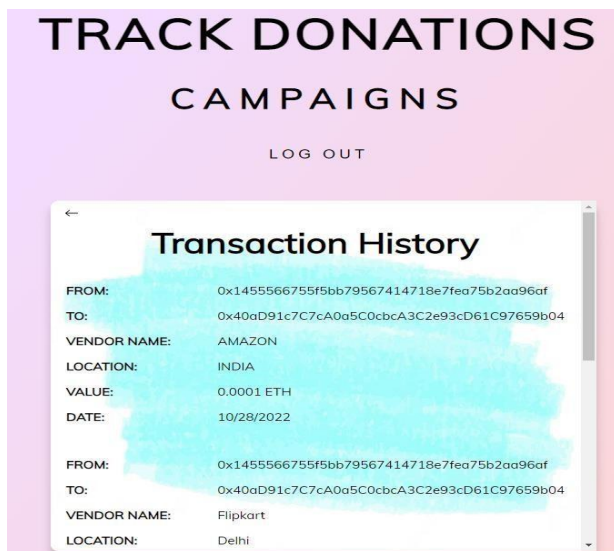 TRACK DONATIONS
CAMPAIGNS
LOG OUT
←
Transaction History
FROM: 0x1455566755f5bb79567414718e7fea75b2aa96af
TO: 0x40aD91c7C7cA0a5C0cbcA3C2e93cD61C97659b04
VENDOR NAME: AMAZON
LOCATION: INDIA
VALUE: 0.0001 ETH
DATE: 10/28/2022
FROM: 0x1455566755f5bb79567414718e7fea75b2aa96af
TO: 0x40aD91c7C7cA0a5C0cbcA3C2e93cD61C97659b04
VENDOR NAME: Flipkart
LOCATION: Delhi